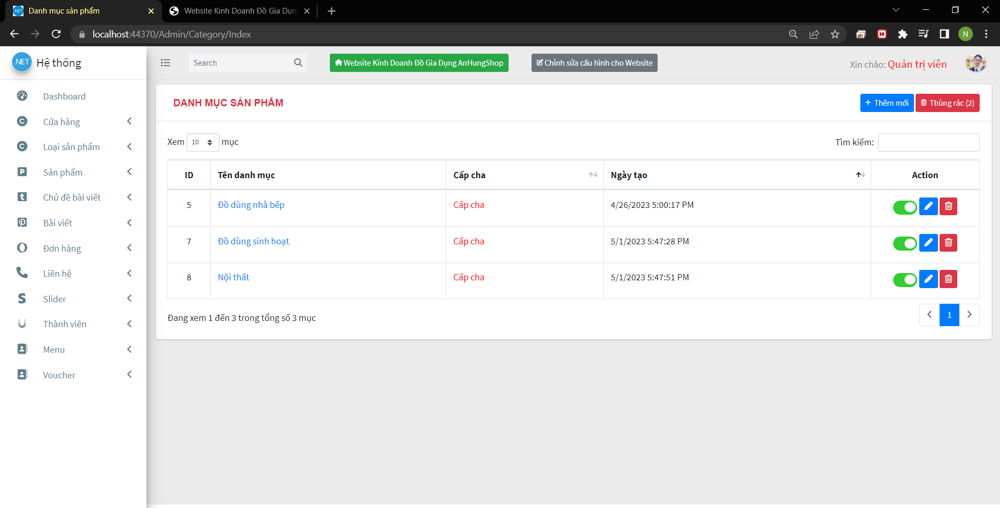 Danh mục sản phẩm
Website Kinh Doanh Đồ Gia Dụng
localhost:44370/Admin/Category/Index
N
.NET Hệ thống
Search
Website Kinh Doanh Đồ Gia Dụng AnHungShop
Chỉnh sửa cấu hình cho Website
Xin chào: Quản trị viên
Dashboard
Cửa hàng
Loại sản phẩm
Sản phẩm
Chủ đề bài viết
Bài viết
Đơn hàng
Liên hệ
Slider
Thành viên
Menu
Voucher
DANH MỤC SẢN PHẨM
+ Thêm mới
Thùng rác (2)
Xem 10 mục
Tìm kiếm:
ID Tên danh mục Cấp cha Ngày tạo Action
5 Đồ dùng nhà bếp Cấp cha 4/26/2023 5:00:17 PM
7 Đồ dùng sinh hoạt Cấp cha 5/1/2023 5:47:28 PM
8 Nội thất Cấp cha 5/1/2023 5:47:51 PM
Đang xem 1 đến 3 trong tổng số 3 mục
1